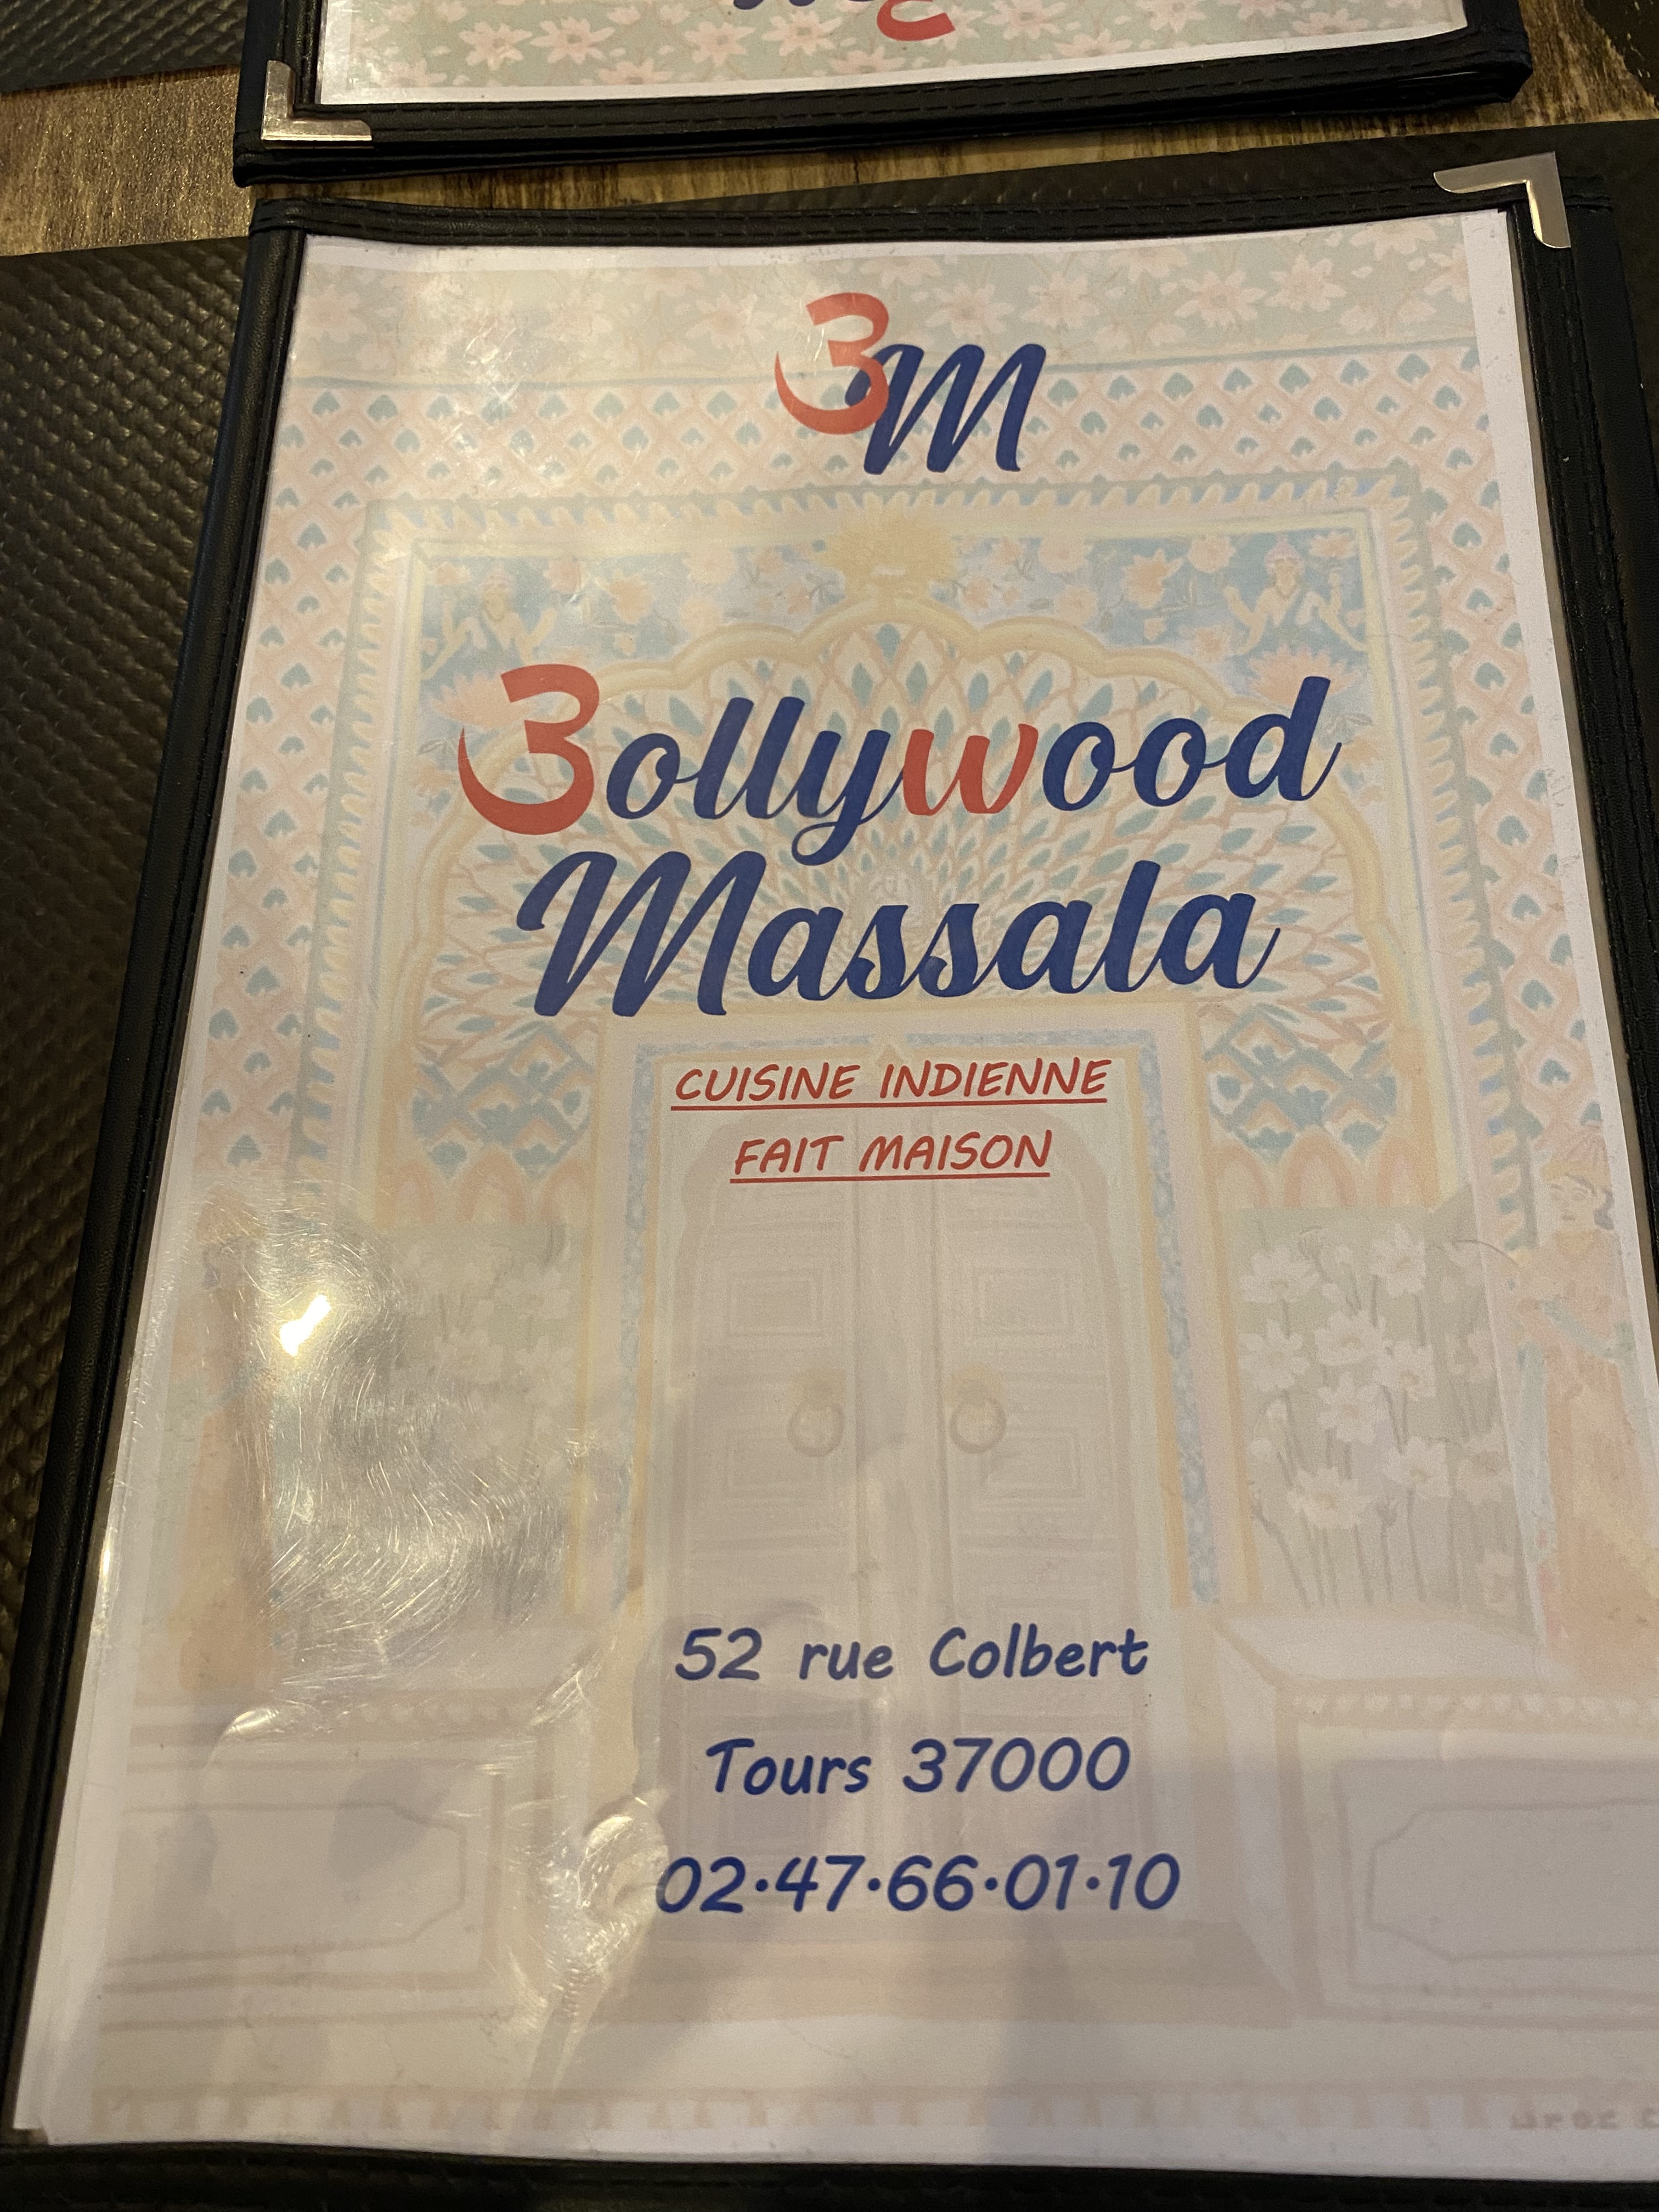 3M
Bollywood
Massala
CUISINE INDIENNE
FAIT MAISON
52 rue Colbert
Tours 37000
02·47·66·01·10